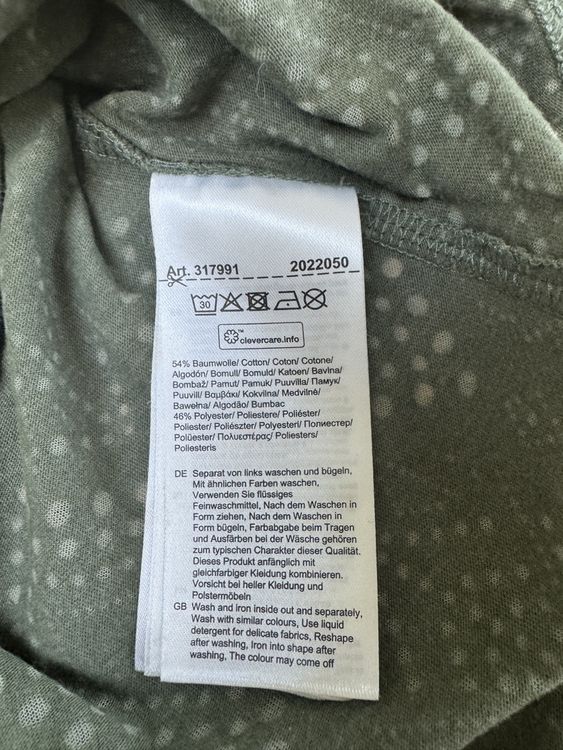 Art. 317991 2022050
30
clevercare.info
54% Baumwolle/ Cotton/ Coton/ Cotone/
Algodón/ Bomull/ Bomuld/ Katoen/ Bavlna/
Bombaž/ Pamut/ Pamuk/ Puuvilla/ Памук/
Puuvill/ Βαμβάκι/ Kokvilna/ Medvilnė/
Bawełna/ Algodão/ Bumbac
46% Polyester/ Poliestere/ Poliéster/
Poliester/ Poliészter/ Polyesteri/ Полиестер/
Polüester/ Πολυεστέρας/ Poliesters/
Poliesteris
DE Separat von links waschen und bügeln,
Mit ähnlichen Farben waschen,
Verwenden Sie flüssiges
Feinwaschmittel, Nach dem Waschen in
Form ziehen, Nach dem Waschen in
Form bügeln, Farbabgabe beim Tragen
und Ausfärben bei der Wäsche gehören
zum typischen Charakter dieser Qualität.
Dieses Produkt anfänglich mit
gleichfarbiger Kleidung kombinieren.
Vorsicht bei heller Kleidung und
Polstermöbeln
GB Wash and iron inside out and separately,
Wash with similar colours, Use liquid
detergent for delicate fabrics, Reshape
after washing, Iron into shape after
washing, The colour may come off